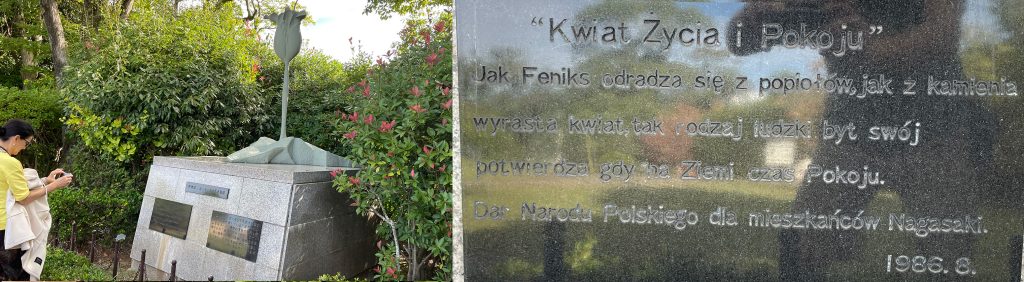 “Kwiat Życia i Pokoju”
Jak Feniks odradza się z popiołów, jak z kamienia
wyrasta kwiat, tak rodzaj ludzki byt swój
potwierdza gdy na Ziemi czas Pokoju.
Dar Narodu Polskiego dla mieszkańców Nagasaki.
1986. 8.